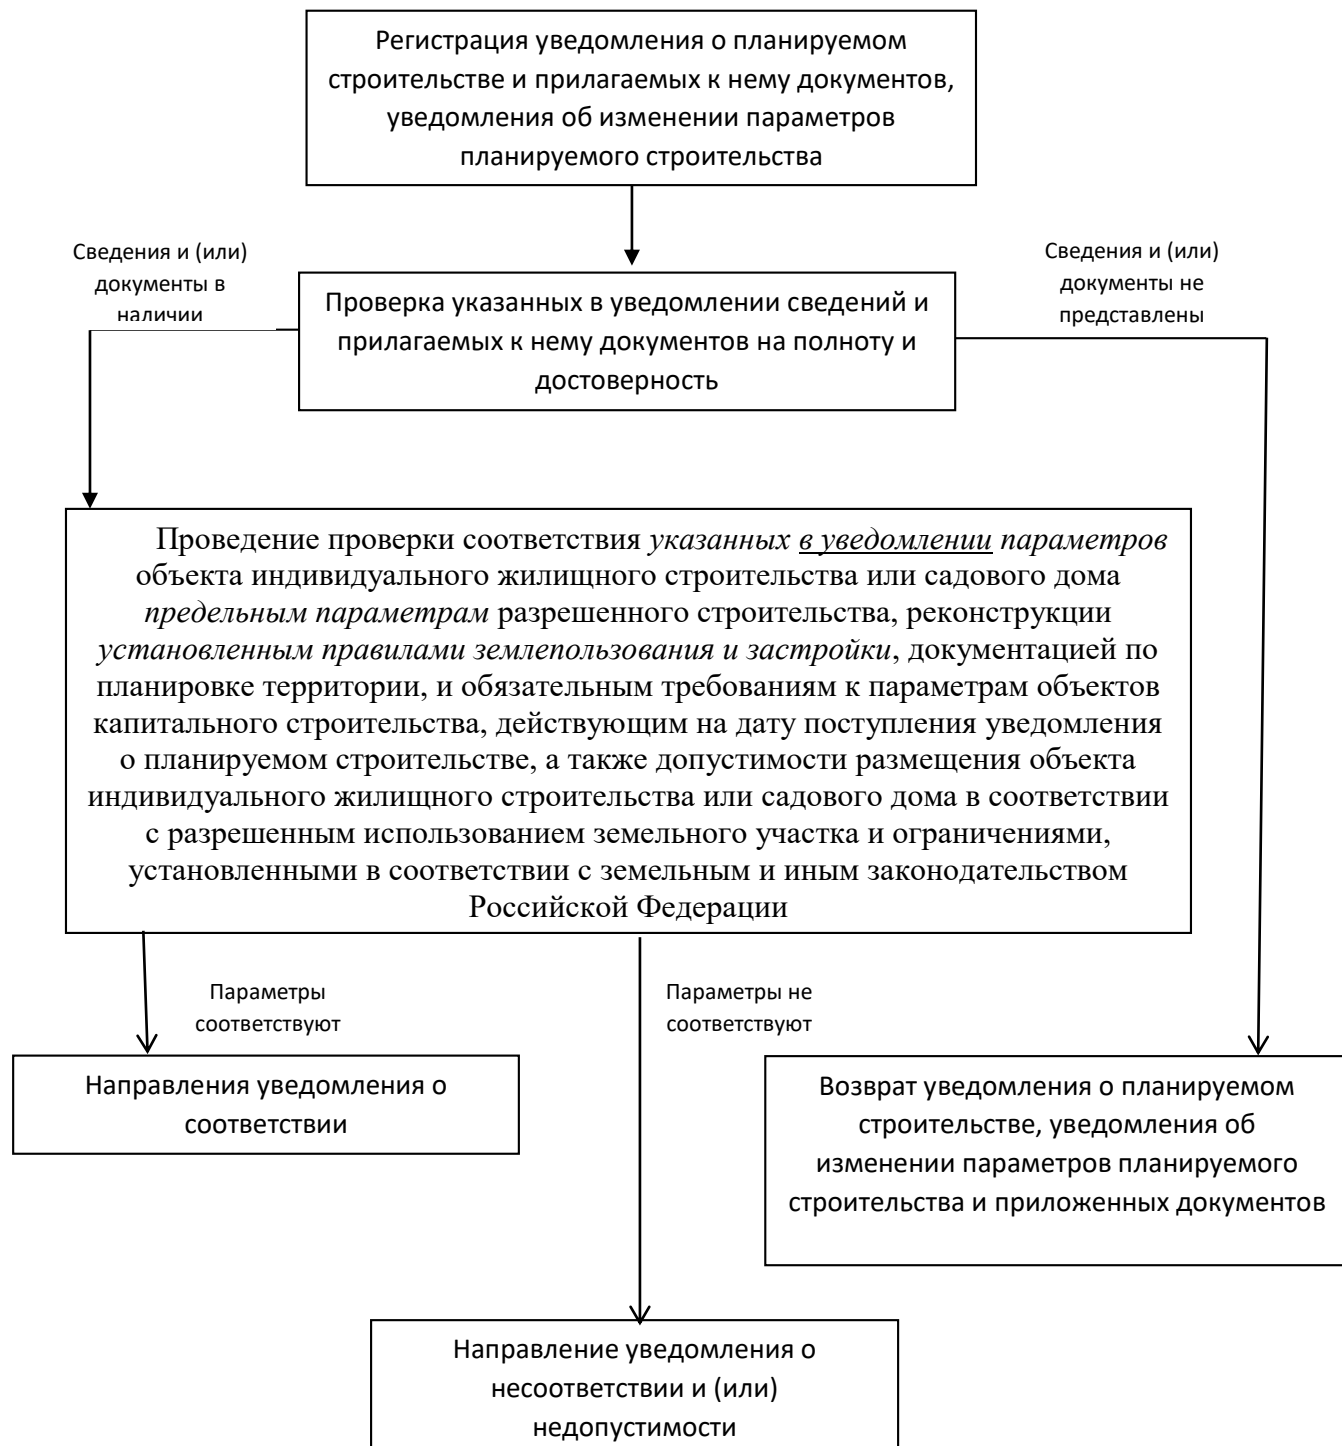 Регистрация уведомления о планируемом
строительстве и прилагаемых к нему документов,
уведомления об изменении параметров
планируемого строительства
Сведения и (или)
документы в
наличии
Сведения и (или)
документы не
представлены
Проверка указанных в уведомлении сведений и
прилагаемых к нему документов на полноту и
достоверность
Проведение проверки соответствия указанных в уведомлении параметров
объекта индивидуального жилищного строительства или садового дома
предельным параметрам разрешенного строительства, реконструкции
установленным правилами землепользования и застройки, документацией по
планировке территории, и обязательным требованиям к параметрам объектов
капитального строительства, действующим на дату поступления уведомления
о планируемом строительстве, а также допустимости размещения объекта
индивидуального жилищного строительства или садового дома в соответствии
с разрешенным использованием земельного участка и ограничениями,
установленными в соответствии с земельным и иным законодательством
Российской Федерации
Параметры
соответствуют
Параметры не
соответствуют
Направления уведомления о
соответствии
Возврат уведомления о планируемом
строительстве, уведомления об
изменении параметров планируемого
строительства и приложенных документов
Направление уведомления о
несоответствии и (или)
недопустимости